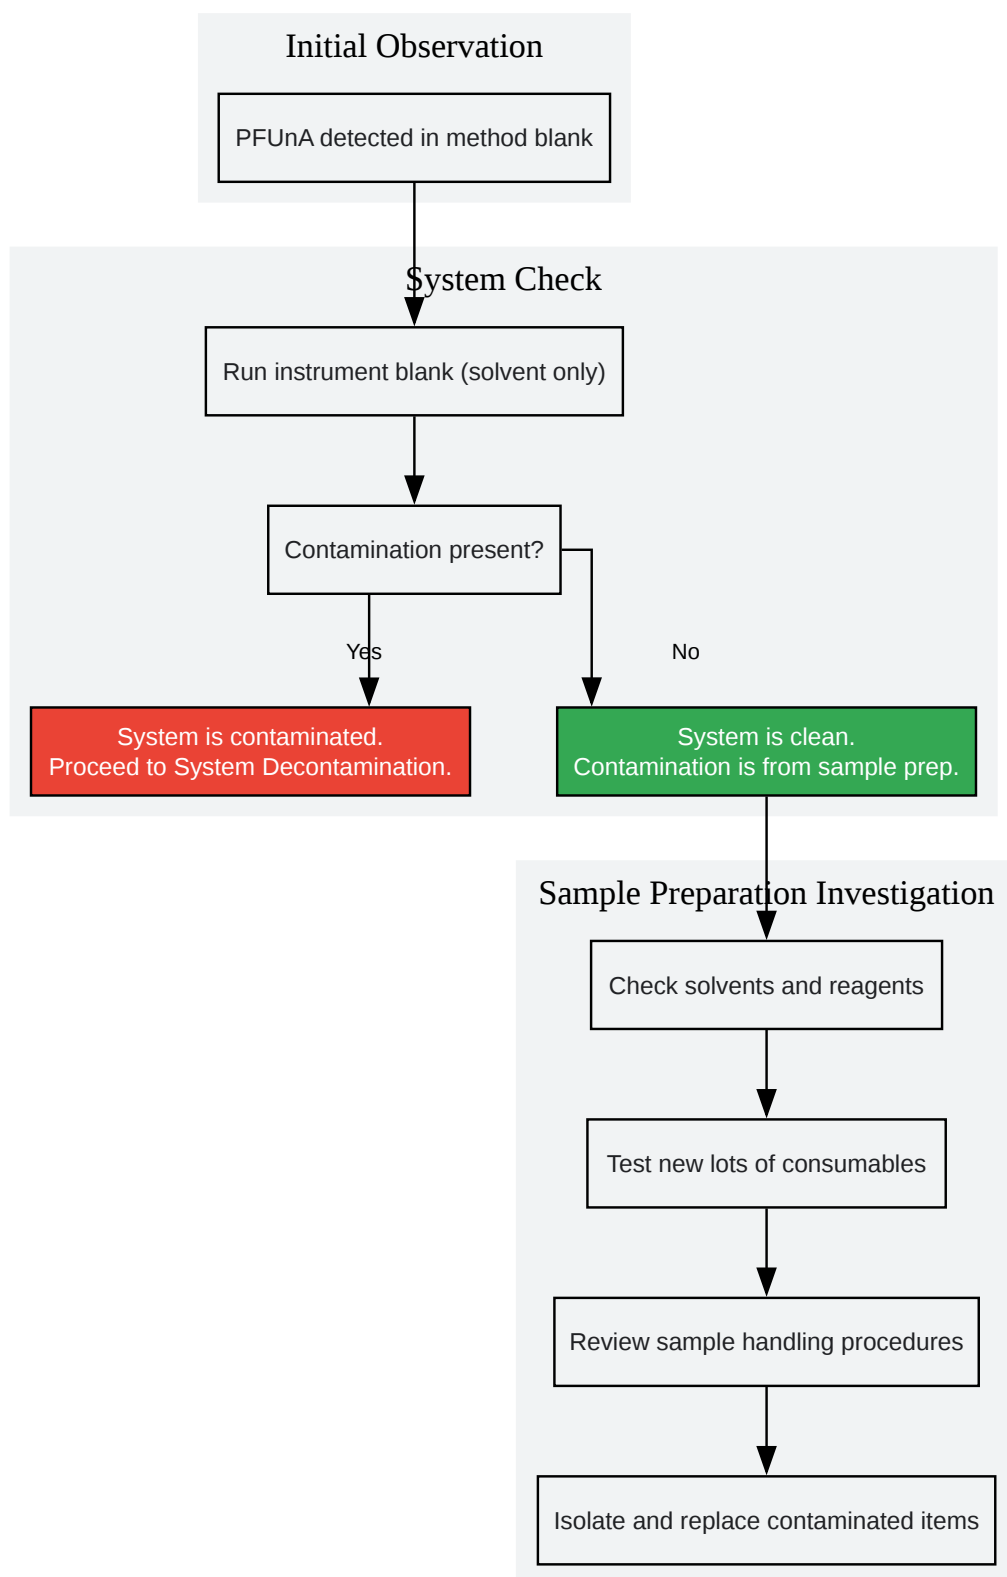 Initial Observation
PFUnA detected in method blank
System Check
Run instrument blank (solvent only)
Contamination present?
Yes
No
System is contaminated.
Proceed to System Decontamination.
System is clean.
Contamination is from sample prep.
Sample Preparation Investigation
Check solvents and reagents
Test new lots of consumables
Review sample handling procedures
Isolate and replace contaminated items